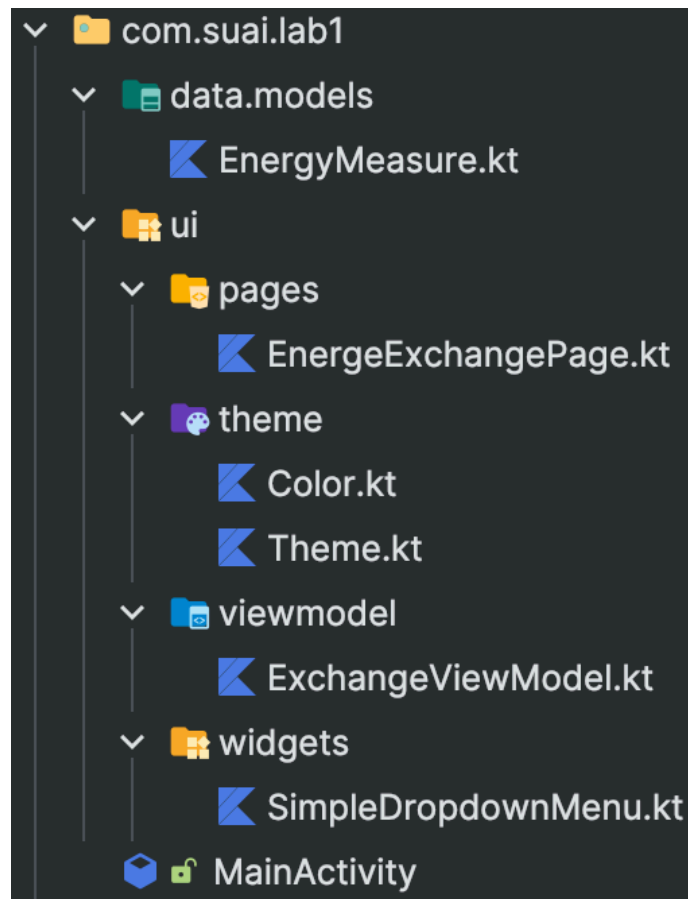 com.suai.lab1
data.models
EnergyMeasure.kt
ui
pages
EnergeExchangePage.kt
theme
Color.kt
Theme.kt
viewmodel
ExchangeViewModel.kt
widgets
SimpleDropdownMenu.kt
MainActivity